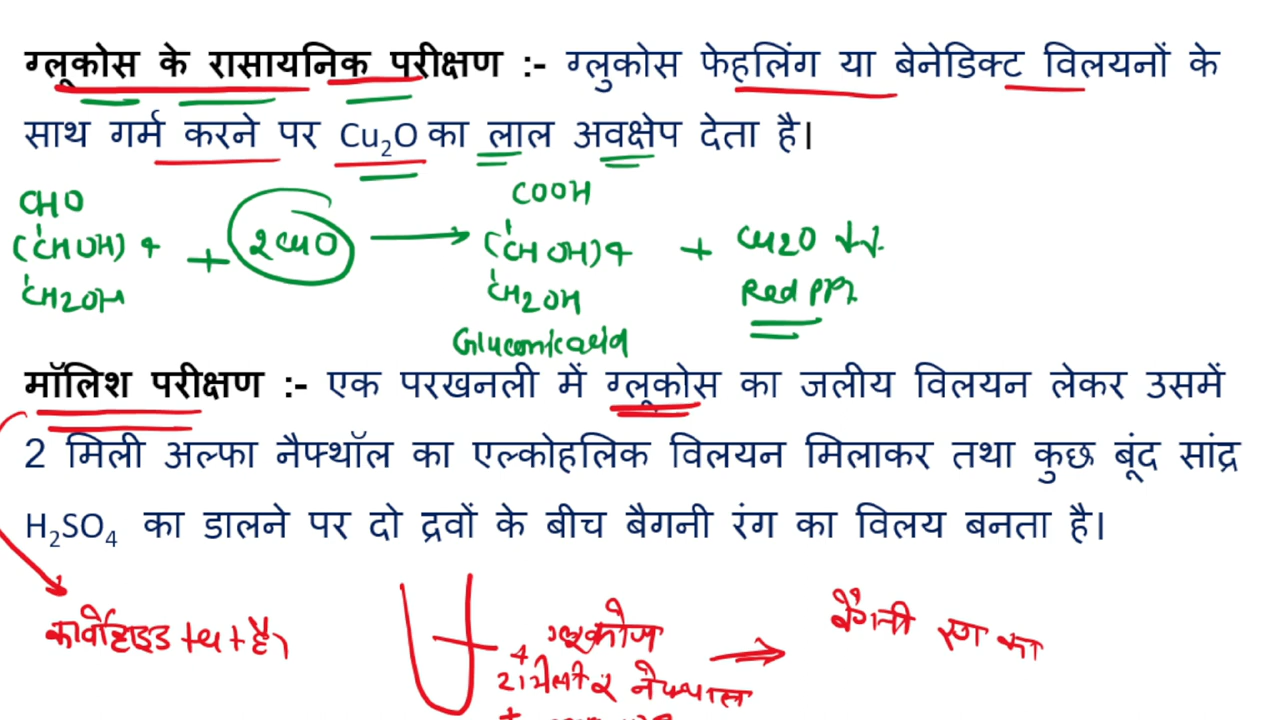 ग्लूकोस के रासायनिक परीक्षण :- ग्लुकोस फेहलिंग या बेनेडिक्ट विलयनों के
साथ गर्म करने पर Cu₂O का लाल अवक्षेप देता है।
CHO
(CHOH)4 + 2CuO → 
CH2OH
COOH
(CHOH)4 + Cu2O ↓↓
CH2OH Red PPt
Gluconic acid
मॉलिश परीक्षण :- एक परखनली में ग्लूकोस का जलीय विलयन लेकर उसमें
2 मिली अल्फा नैफ्थॉल का एल्कोहलिक विलयन मिलाकर तथा कुछ बूंद सांद्र
H₂SO₄ का डालने पर दो द्रवों के बीच बैगनी रंग का विलय बनता है।
ग्लूकोज → बैंगनी रंग का